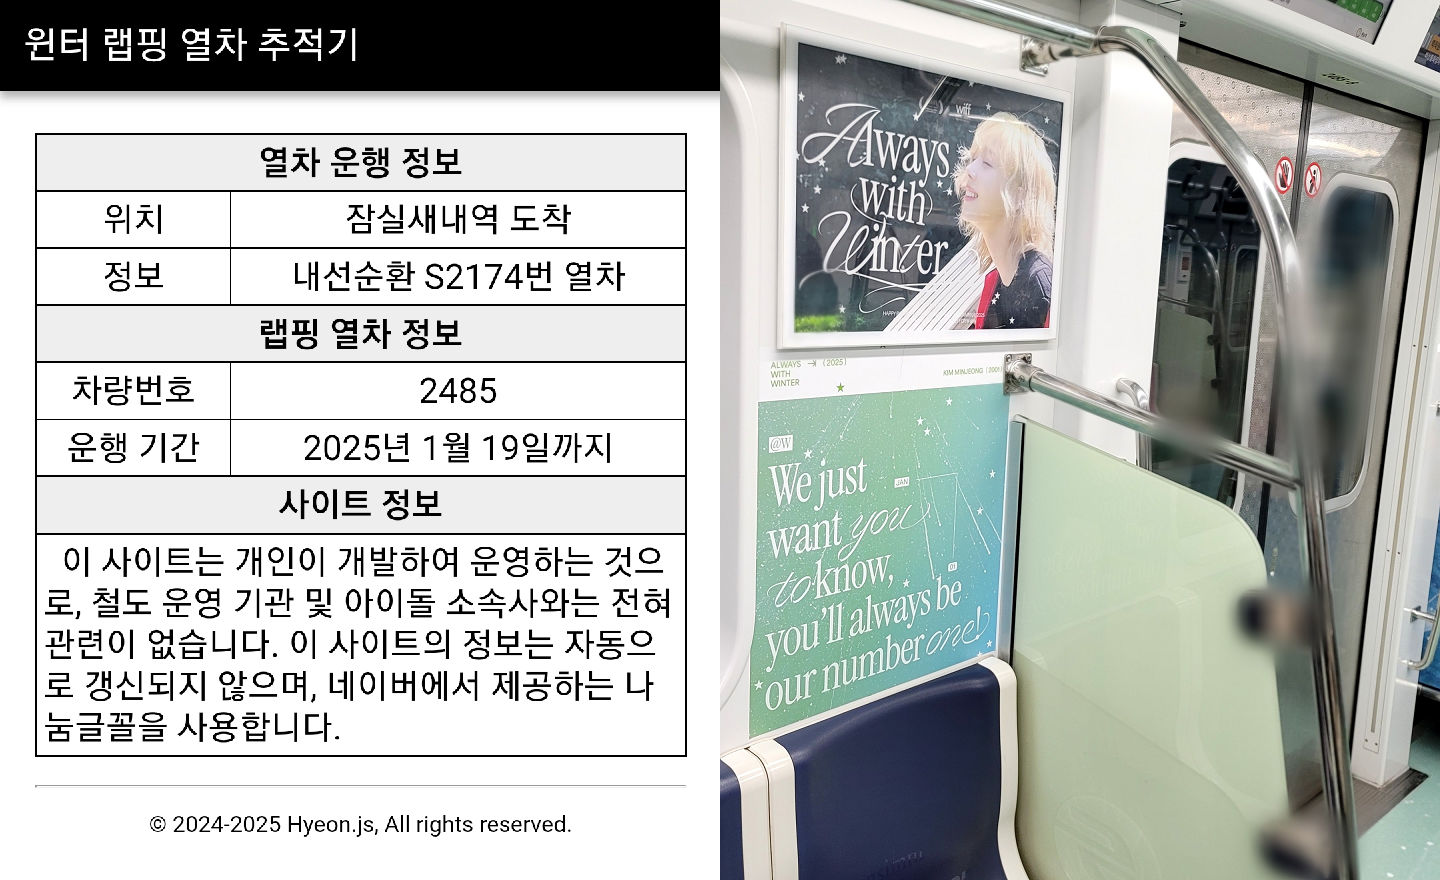 윈터 랩핑 열차 추적기
열차 운행 정보
위치 잠실새내역 도착
정보 내선순환 S2174번 열차
랩핑 열차 정보
차량번호 2485
운행 기간 2025년 1월 19일까지
사이트 정보
이 사이트는 개인이 개발하여 운영하는 것으
로, 철도 운영 기관 및 아이돌 소속사와는 전혀
관련이 없습니다. 이 사이트의 정보는 자동으
로 갱신되지 않으며, 네이버에서 제공하는 나
눔글꼴을 사용합니다.
© 2024-2025 Hyeon.js, All rights reserved.
wiff
Always
with
Winter
ALWAYS (2025)
WITH
WINTER
KIM MINJEONG (2001)
@W
We just
JAN
want you
to know,
01
you'll always be
our number one!